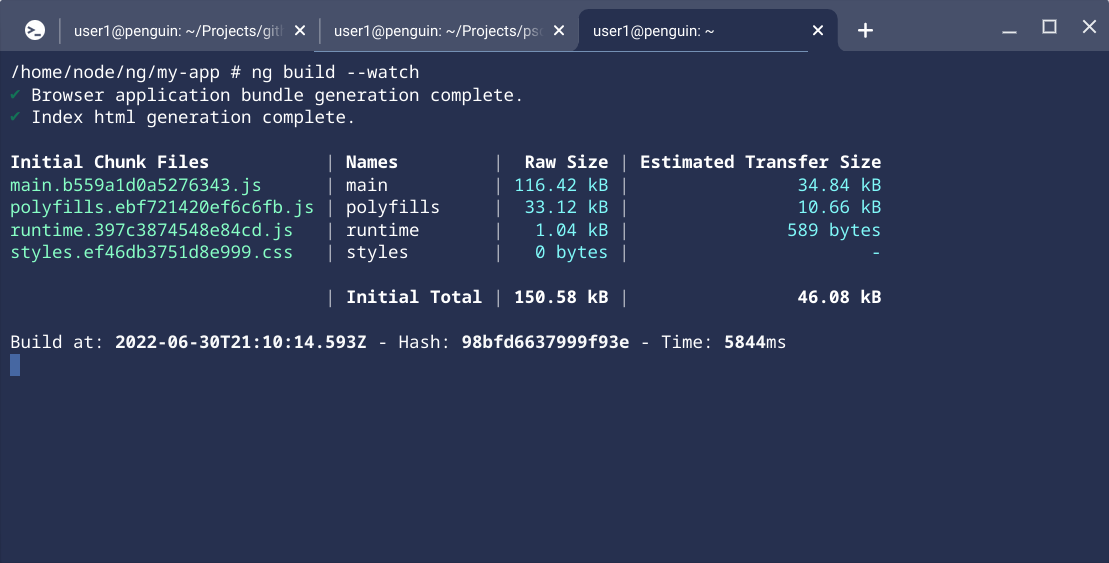 user1@penguin: ~/Projects/gitl
user1@penguin: ~/Projects/pso
user1@penguin: ~
/home/node/ng/my-app # ng build --watch
✔ Browser application bundle generation complete.
✔ Index html generation complete.
Initial Chunk Files | Names | Raw Size | Estimated Transfer Size
main.b559a1d0a5276343.js | main | 116.42 kB | 34.84 kB
polyfills.ebf721420ef6c6fb.js | polyfills | 33.12 kB | 10.66 kB
runtime.397c3874548e84cd.js | runtime | 1.04 kB | 589 bytes
styles.ef46db3751d8e999.css | styles | 0 bytes | -
| Initial Total | 150.58 kB | 46.08 kB
Build at: 2022-06-30T21:10:14.593Z - Hash: 98bfd6637999f93e - Time: 5844ms